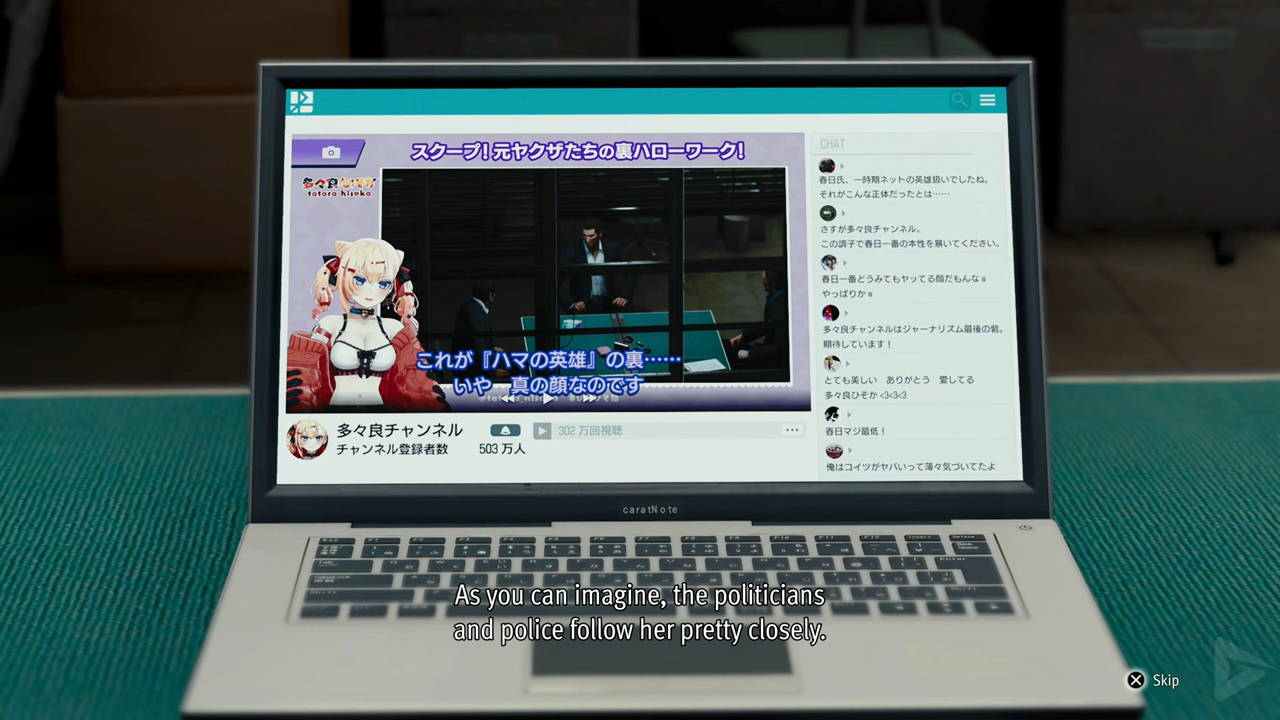 スクープ！元ヤクザたちの裏ハローワーク！
多々良ひそか
tatara hisoka
これが『ハマの英雄』の裏……
いや　真の顔なのです
多々良チャンネル
チャンネル登録者数
503 万人
302 万回視聴
CHAT
春日氏、一時期ネットの英雄扱いでしたね。
それがこんな正体だったとは……
さすが多々良チャンネル。
この調子で春日一番の本性を暴いてください。
春日一番どうみてもヤッてる顔だもんなｗ
やっぱりかｗ
多々良チャンネルはジャーナリズム最後の砦。
期待しています！
とても美しい　ありがとう　愛してる
多々良ひそか <3<3<3
春日マジ最低！
俺はコイツがヤバいって薄々気づいてたよ
caratNote
As you can imagine, the politicians
and police follow her pretty closely.
Skip